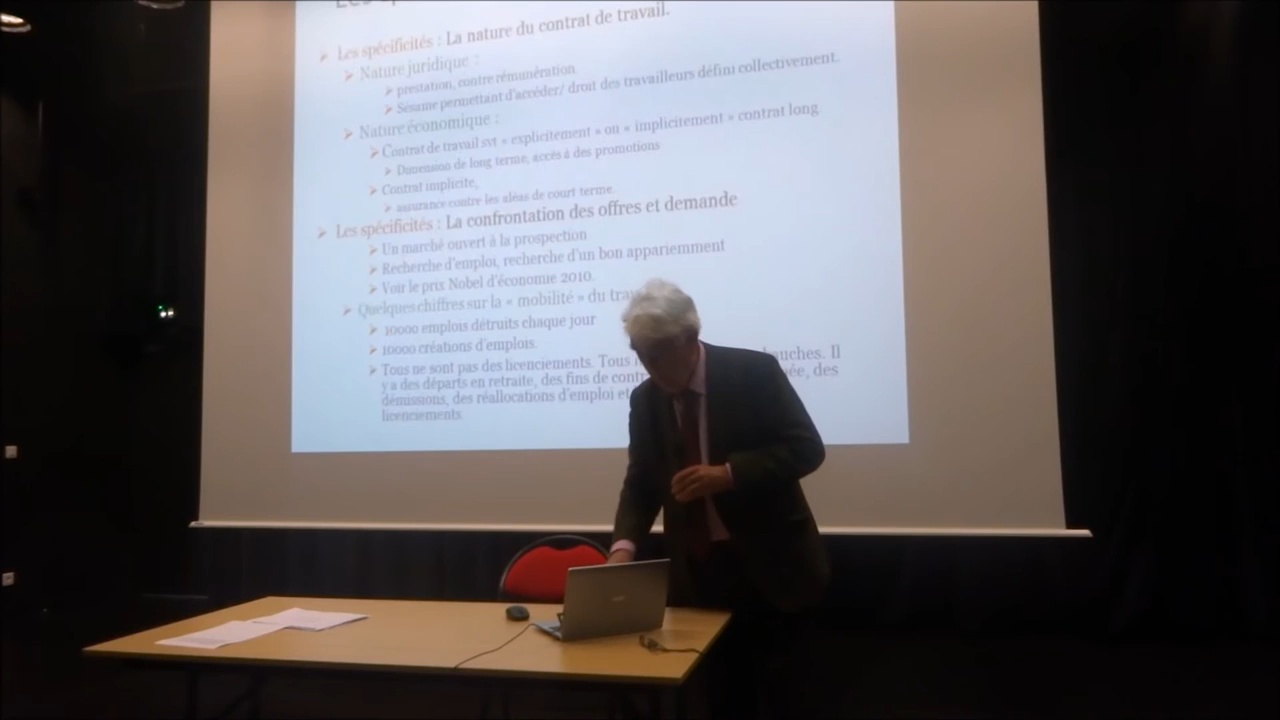 Les spécificités : La nature du contrat de travail.
Nature juridique :
prestation, contre rémunération
Sésame permettant d'accéder/ droit des travailleurs défini collectivement.
Nature économique :
Contrat de travail svt « explicitement » ou « implicitement » contrat long
Dimension de long terme, accès à des promotions
Contrat implicite,
assurance contre les aléas de court terme.
Les spécificités : La confrontation des offres et demande
Un marché ouvert à la prospection
Recherche d'emploi, recherche d'un bon appariemment
Voir le prix Nobel d'économie 2010.
Quelques chiffres sur la « mobilité » du
10000 emplois détruits chaque jour
10000 créations d'emplois.
Tous ne sont pas des licenciements. Tous Il
y a des départs en retraite, des fins de des
démissions, des réallocations d'emploi et
licenciements.